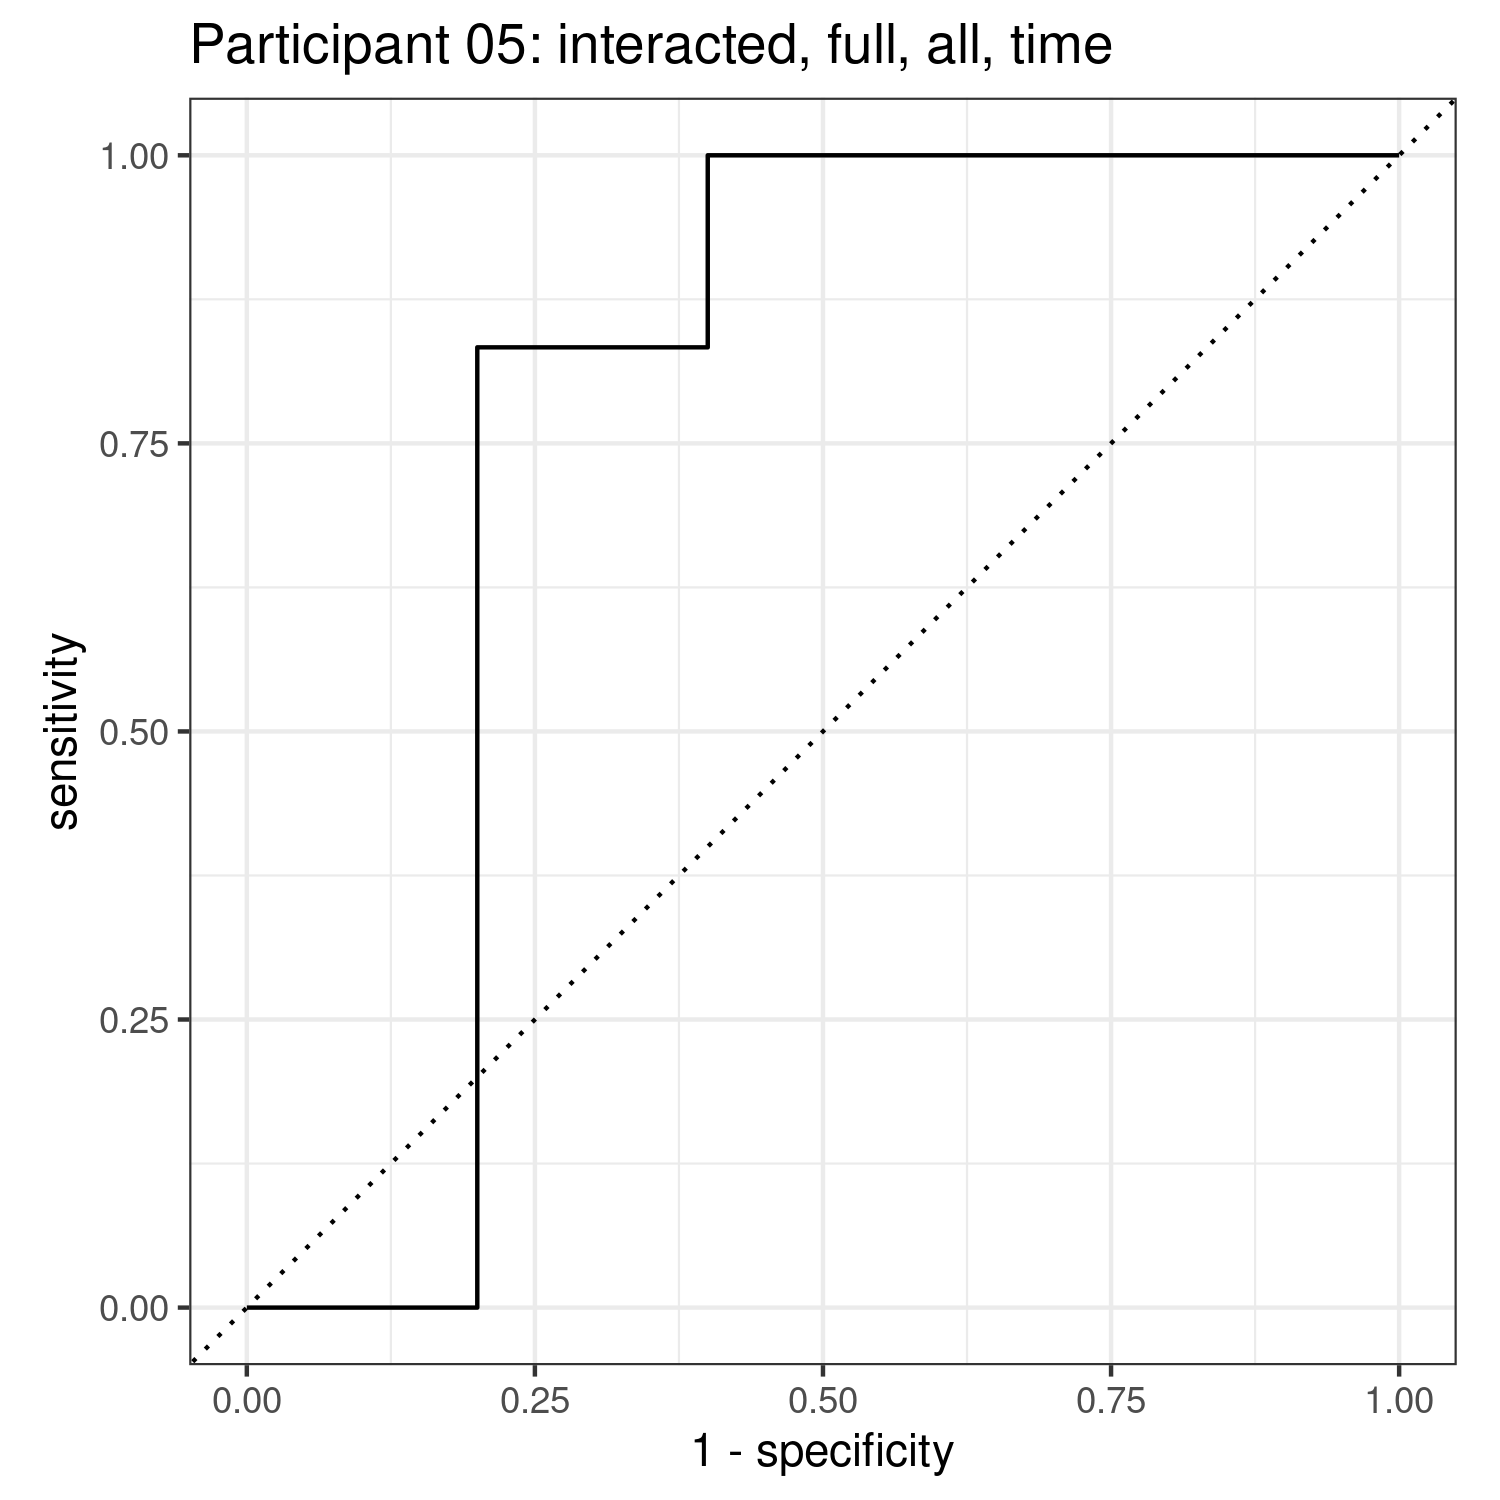 Participant 05: interacted, full, all, time
1.00
0.75
0.50
0.25
0.00
sensitivity
0.00 0.25 0.50 0.75 1.00
1 - specificity